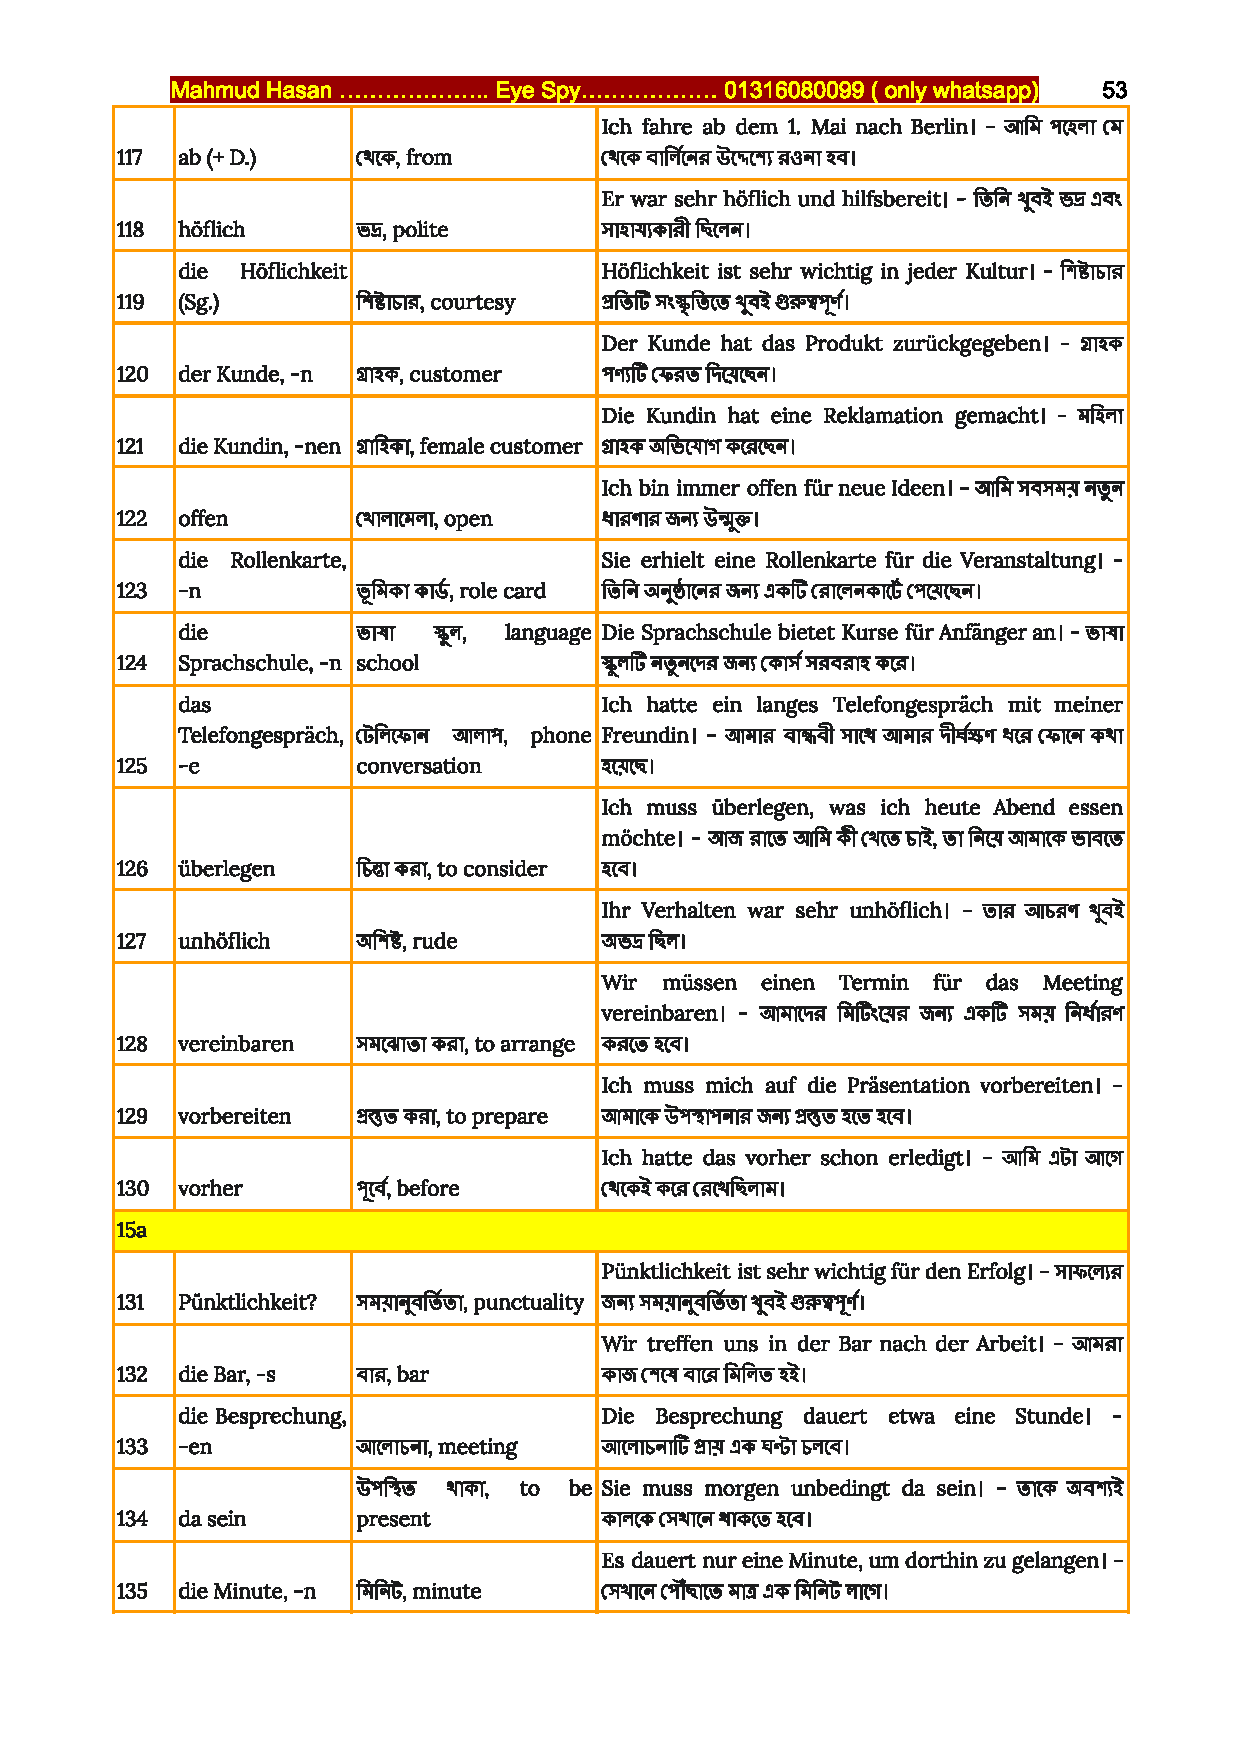 Mahmud Hasan ……………….. Eye Spy……………… 01316080099 ( only whatsapp) 53
Ich fahre ab dem 1. Mai nach Berlin। - আমি পহেলা মে
117 ab (+ D.) থেকে, from থেকে বার্লিনের উদ্দেশ্যে রওনা হব।
Er war sehr höflich und hilfsbereit। - তিনি খুবই ভদ্র এবং
118 höflich ভদ্র, polite সাহায্যকারী ছিলেন।
die Höflichkeit Höflichkeit ist sehr wichtig in jeder Kultur। - শিষ্টাচার
119 (Sg.) শিষ্টাচার, courtesy প্রতিটি সংস্কৃতিতে খুবই গুরুত্বপূর্ণ।
Der Kunde hat das Produkt zurückgegeben। - গ্রাহক
120 der Kunde, -n গ্রাহক, customer পণ্যটি ফেরত দিয়েছেন।
Die Kundin hat eine Reklamation gemacht। - মহিলা
121 die Kundin, -nen গ্রাহিকা, female customer গ্রাহক অভিযোগ করেছেন।
Ich bin immer offen für neue Ideen। - আমি সবসময় নতুন
122 offen খোলামেলা, open ধারণার জন্য উন্মুক্ত।
die Rollenkarte, Sie erhielt eine Rollenkarte für die Veranstaltung। -
123 -n ভূমিকা কার্ড, role card তিনি অনুষ্ঠানের জন্য একটি রোলেনকার্টে পেয়েছেন।
die ভাষা স্কুল, language Die Sprachschule bietet Kurse für Anfänger an। - ভাষা
124 Sprachschule, -n school স্কুলটি নতুনদের জন্য কোর্স সরবরাহ করে।
das Ich hatte ein langes Telefongespräch mit meiner
Telefongespräch, টেলিফোন আলাপ, phone Freundin। - আমার বান্ধবী সাথে আমার দীর্ঘক্ষণ ধরে ফোনে কথা
125 -e conversation হয়েছে।
Ich muss überlegen, was ich heute Abend essen
möchte। - আজ রাতে আমি কী খেতে চাই, তা নিয়ে আমাকে ভাবতে
126 überlegen চিন্তা করা, to consider হবে।
Ihr Verhalten war sehr unhöflich। - তার আচরণ খুবই
127 unhöflich অশিষ্ট, rude অভদ্র ছিল।
Wir müssen einen Termin für das Meeting
vereinbaren। - আমাদের মিটিংয়ের জন্য একটি সময় নির্ধারণ
128 vereinbaren সমঝোতা করা, to arrange করতে হবে।
Ich muss mich auf die Präsentation vorbereiten। -
129 vorbereiten প্রস্তুত করা, to prepare আমাকে উপস্থাপনার জন্য প্রস্তুত হতে হবে।
Ich hatte das vorher schon erledigt। - আমি এটা আগে
130 vorher পূর্বে, before থেকেই করে রেখেছিলাম।
15a
Pünktlichkeit ist sehr wichtig für den Erfolg। - সাফল্যের
131 Pünktlichkeit? সময়ানুবর্তিতা, punctuality জন্য সময়ানুবর্তিতা খুবই গুরুত্বপূর্ণ।
Wir treffen uns in der Bar nach der Arbeit। - আমরা
132 die Bar, -s বার, bar কাজ শেষে বারে মিলিত হই।
die Besprechung, Die Besprechung dauert etwa eine Stunde। -
133 -en আলোচনা, meeting আলোচনাটি প্রায় এক ঘণ্টা চলবে।
উপস্থিত থাকা, to be Sie muss morgen unbedingt da sein। - তাকে অবশ্যই
134 da sein present কালকে সেখানে থাকতে হবে।
Es dauert nur eine Minute, um dorthin zu gelangen। -
135 die Minute, -n মিনিট, minute সেখানে পৌঁছাতে মাত্র এক মিনিট লাগে।